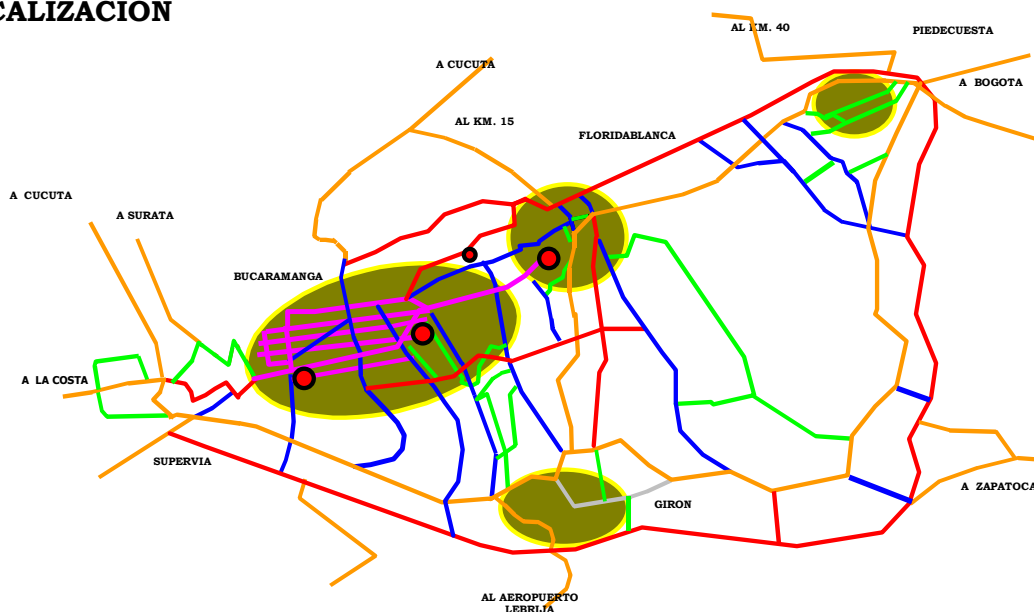 CALIZACION
AL KM. 40
PIEDECUESTA
A CUCUTA
A BOGOTA
AL KM. 15
FLORIDABLANCA
A CUCUTA
A SURATA
BUCARAMANGA
A LA COSTA
SUPERVIA
A ZAPATOCA
GIRON
AL AEROPUERTO
LEBRIJA